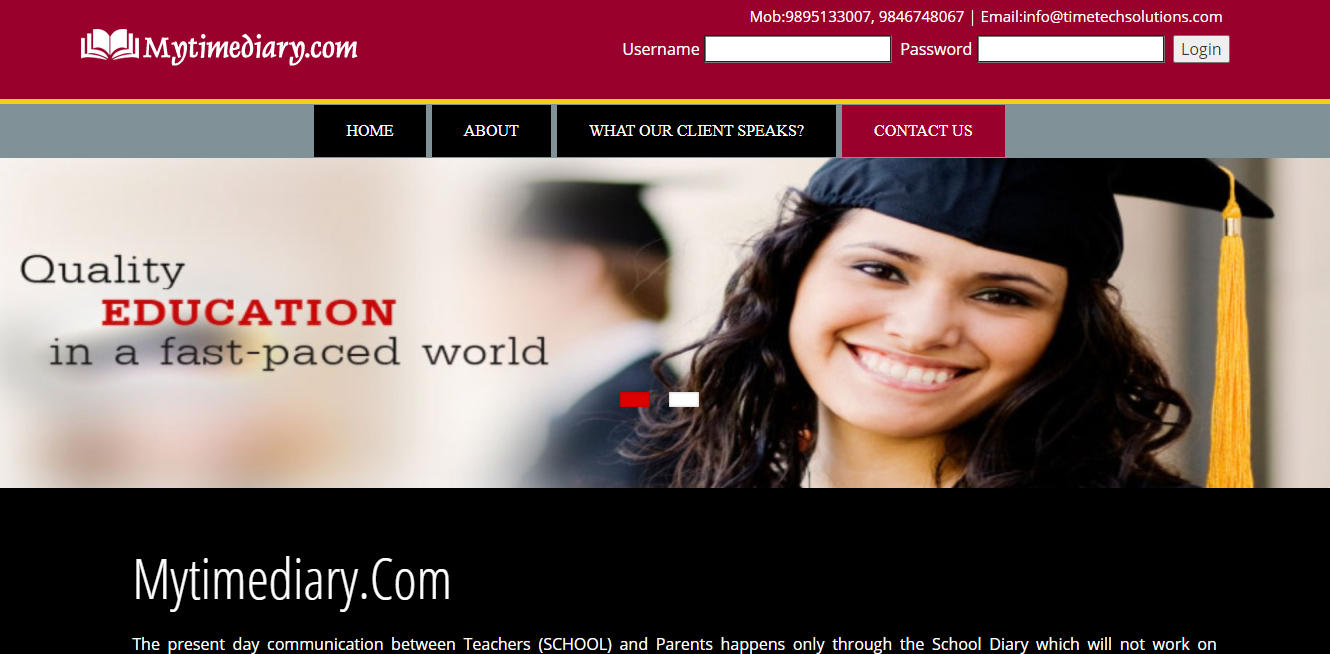 Mob:9895133007, 9846748067 | Email:info@timetechsolutions.com
Mytimediary.com
Username Password Login
HOME ABOUT WHAT OUR CLIENT SPEAKS? CONTACT US
Quality
EDUCATION
in a fast-paced world
Mytimediary.Com
The present day communication between Teachers (SCHOOL) and Parents happens only through the School Diary which will not work on